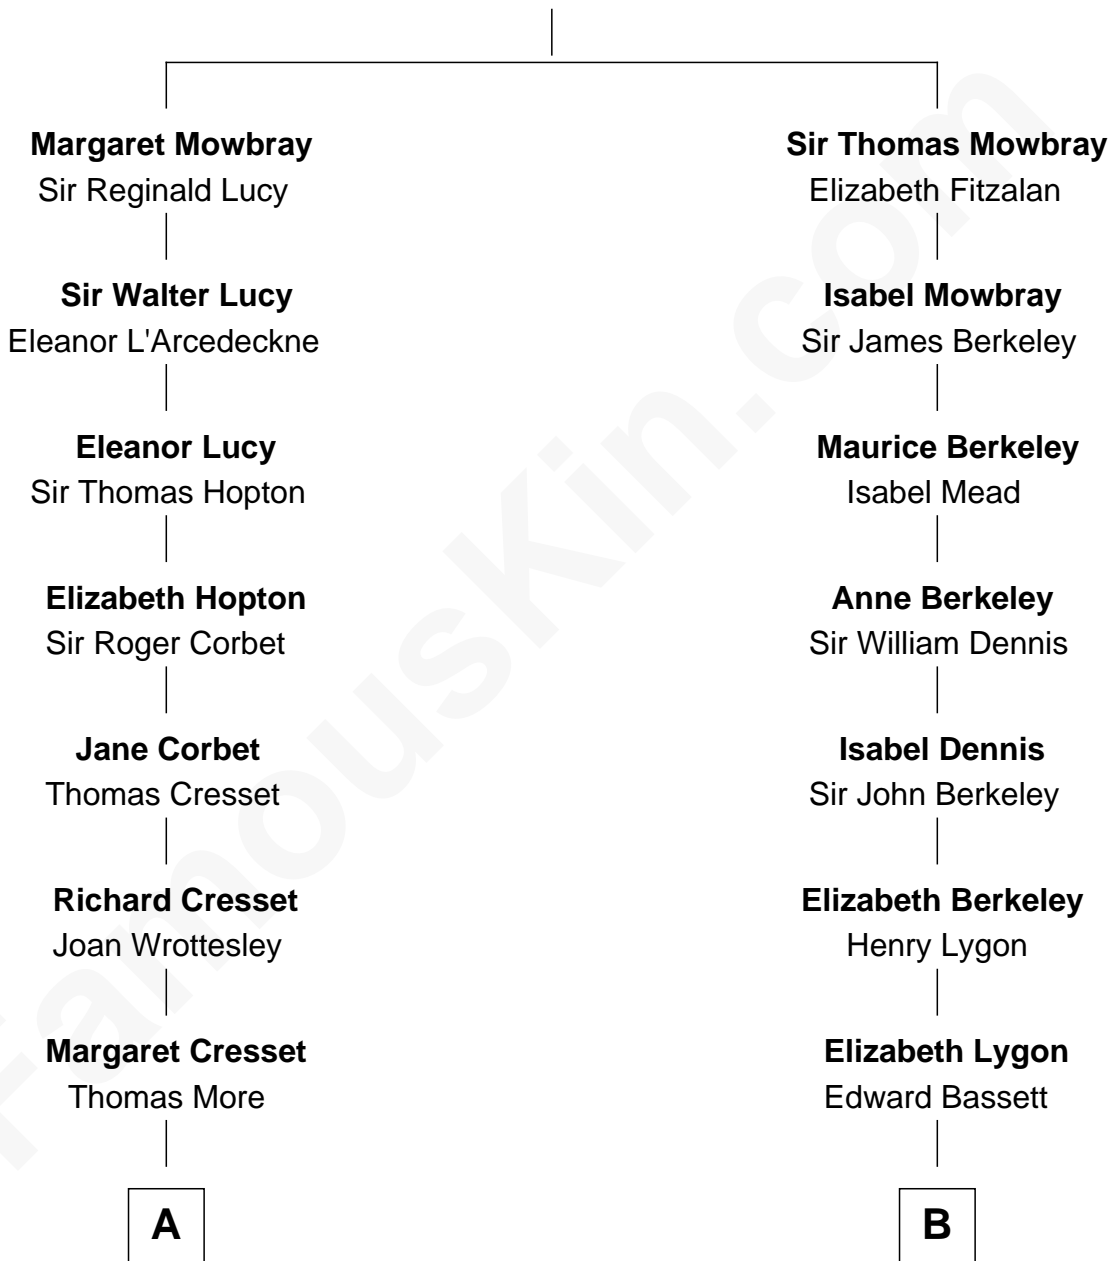 Margaret Mowbray
Sir Reginald Lucy
Sir Walter Lucy
Eleanor L'Arcedeckne
Eleanor Lucy
Sir Thomas Hopton
Elizabeth Hopton
Sir Roger Corbet
Jane Corbet
Thomas Cresset
Richard Cresset
Joan Wrottesley
Margaret Cresset
Thomas More
A
Sir Thomas Mowbray
Elizabeth Fitzalan
Isabel Mowbray
Sir James Berkeley
Maurice Berkeley
Isabel Mead
Anne Berkeley
Sir William Dennis
Isabel Dennis
Sir John Berkeley
Elizabeth Berkeley
Henry Lygon
Elizabeth Lygon
Edward Bassett
B
FamousKin.com